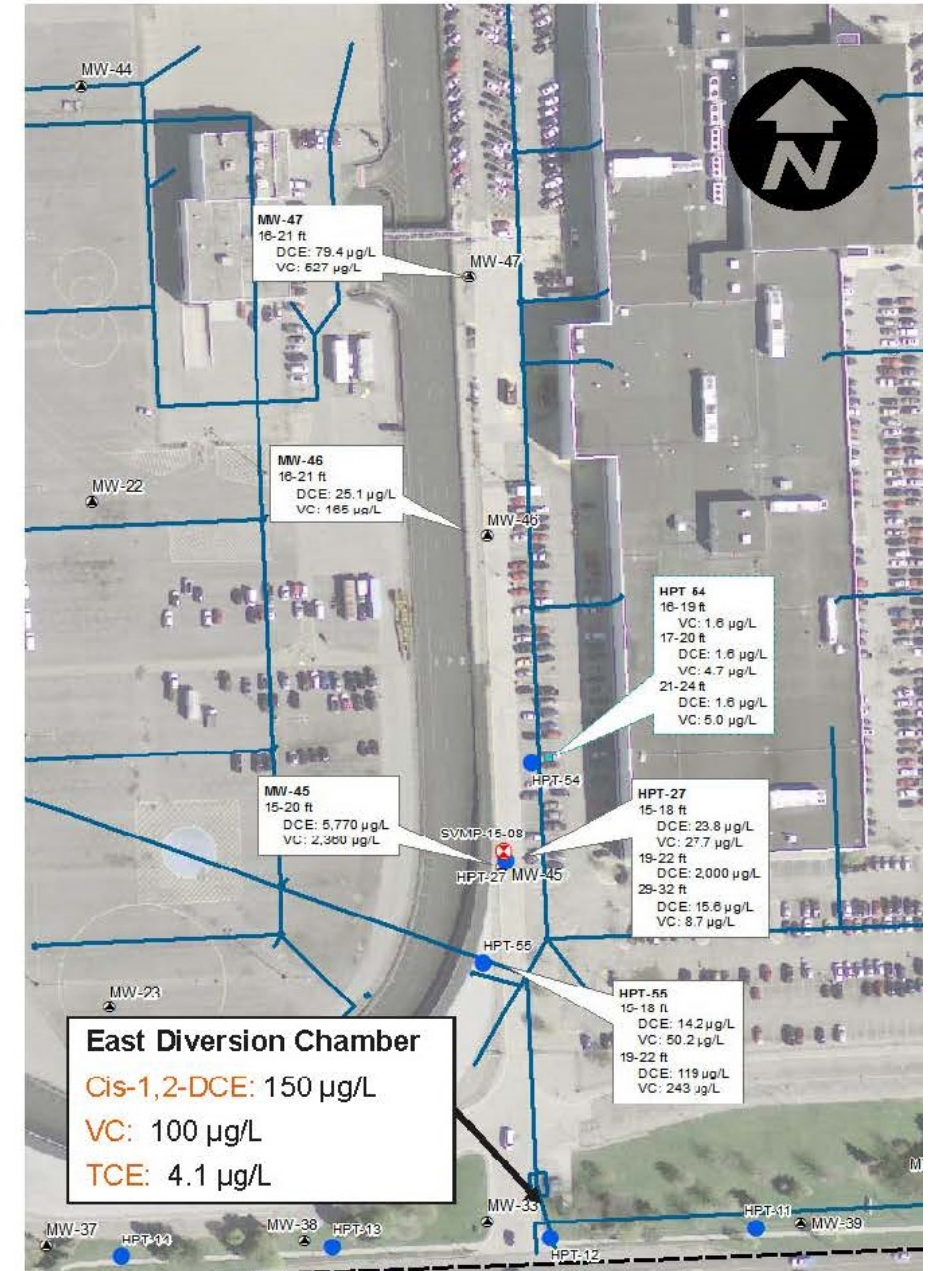 MW-44
N
MW-47
16-21 ft
DCE: 79.4 µg/L
VC: 627 µg/L
MW-47
MW-46
16-21 ft
DCE: 25.1 µg/L
VC: 165 µg/L
MW-22
MW-46
HPT-54
16-19 ft
VC: 1.6 µg/L
17-20 ft
DCE: 1.6 µg/L
VC: 4.7 µg/L
21-24 ft
DCE: 1.6 µg/L
VC: 5.0 µg/L
HPT-54
MW-45
15-20 ft
DCE: 5,770 µg/L
VC: 2,360 µg/L
SVMP-15-08
HPT-27 MW-45
HPT-27
15-18 ft
DCE: 23.8 µg/L
VC: 27.7 µg/L
19-22 ft
DCE: 2,000 µg/L
29-32 ft
DCE: 15.6 µg/L
VC: 8.7 µg/L
HPT-55
MW-23
HPT-55
15-18 ft
DCE: 14.2 µg/L
VC: 50.2 µg/L
19-22 ft
DCE: 119 µg/L
VC: 243 µg/L
East Diversion Chamber
Cis-1,2-DCE: 150 µg/L
VC: 100 µg/L
TCE: 4.1 µg/L
MW-37
HPT-14
MW-38
HPT-13
MW-33
HPT-12
HPT-11
MW-39